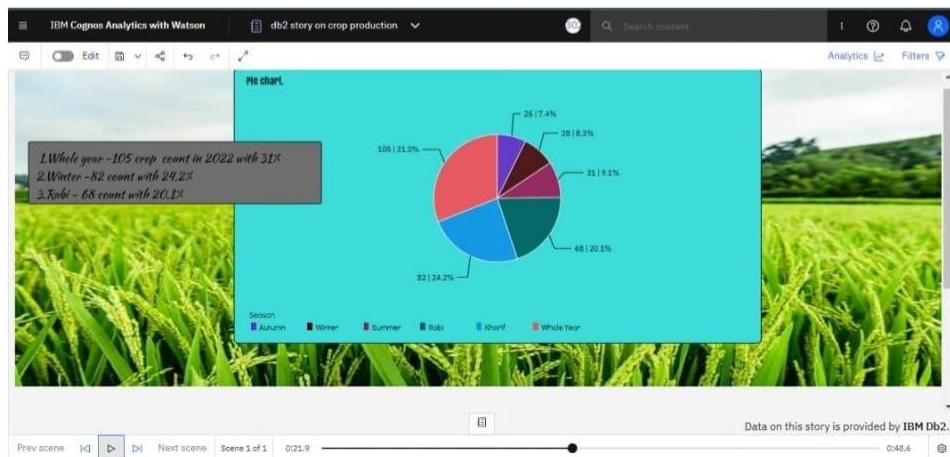 IBM Cognos Analytics with Watson
db2 story on crop production
Search content
Edit
Analytics
Filters
Pie chart.
25 | 7.4%
28 | 8.3%
31 | 9.1%
68 | 20.1%
82 | 24.2%
105 | 31.0%
1.Whole year -105 crop count in 2022 with 31%
2.Winter -82 count with 24.2%
3.Rabi - 68 count with 20.1%
Season
Autumn Winter Summer Rabi Kharif Whole Year
Data on this story is provided by IBM Db2.
Prev scene Next scene Scene 1 of 1 0:21.9 0:48.6